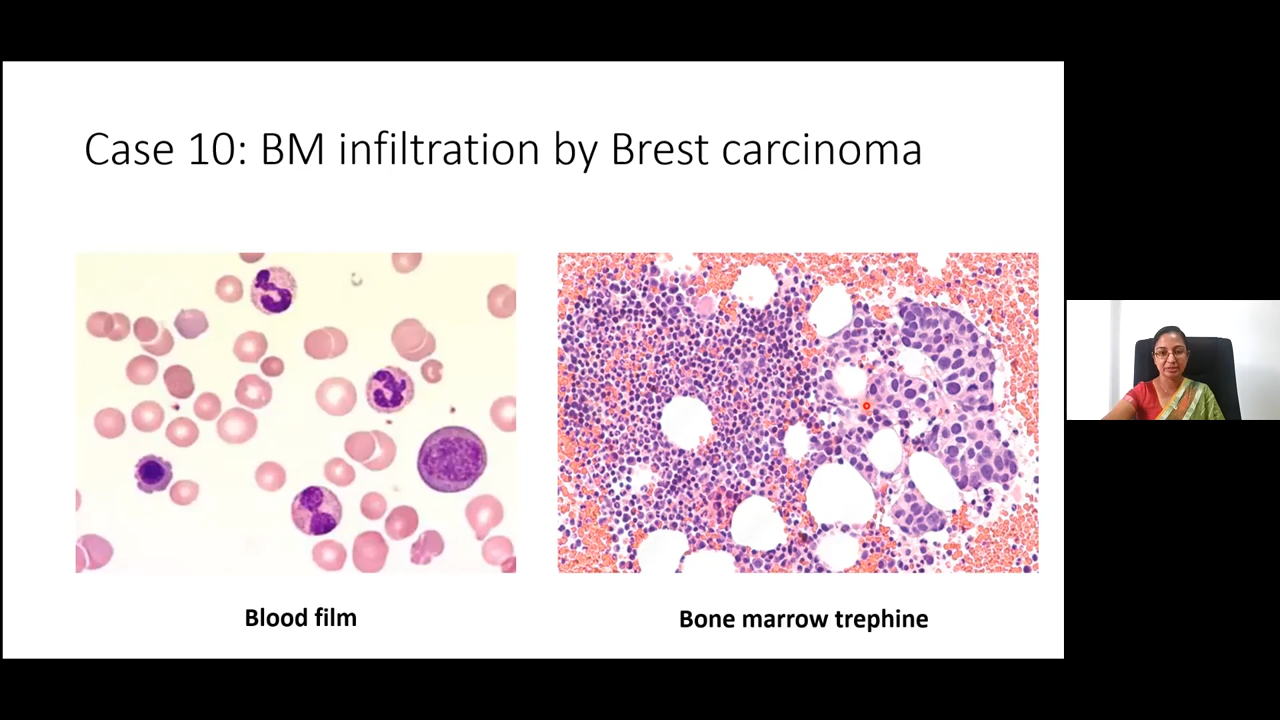 Case 10: BM infiltration by Brest carcinoma
Blood film
Bone marrow trephine